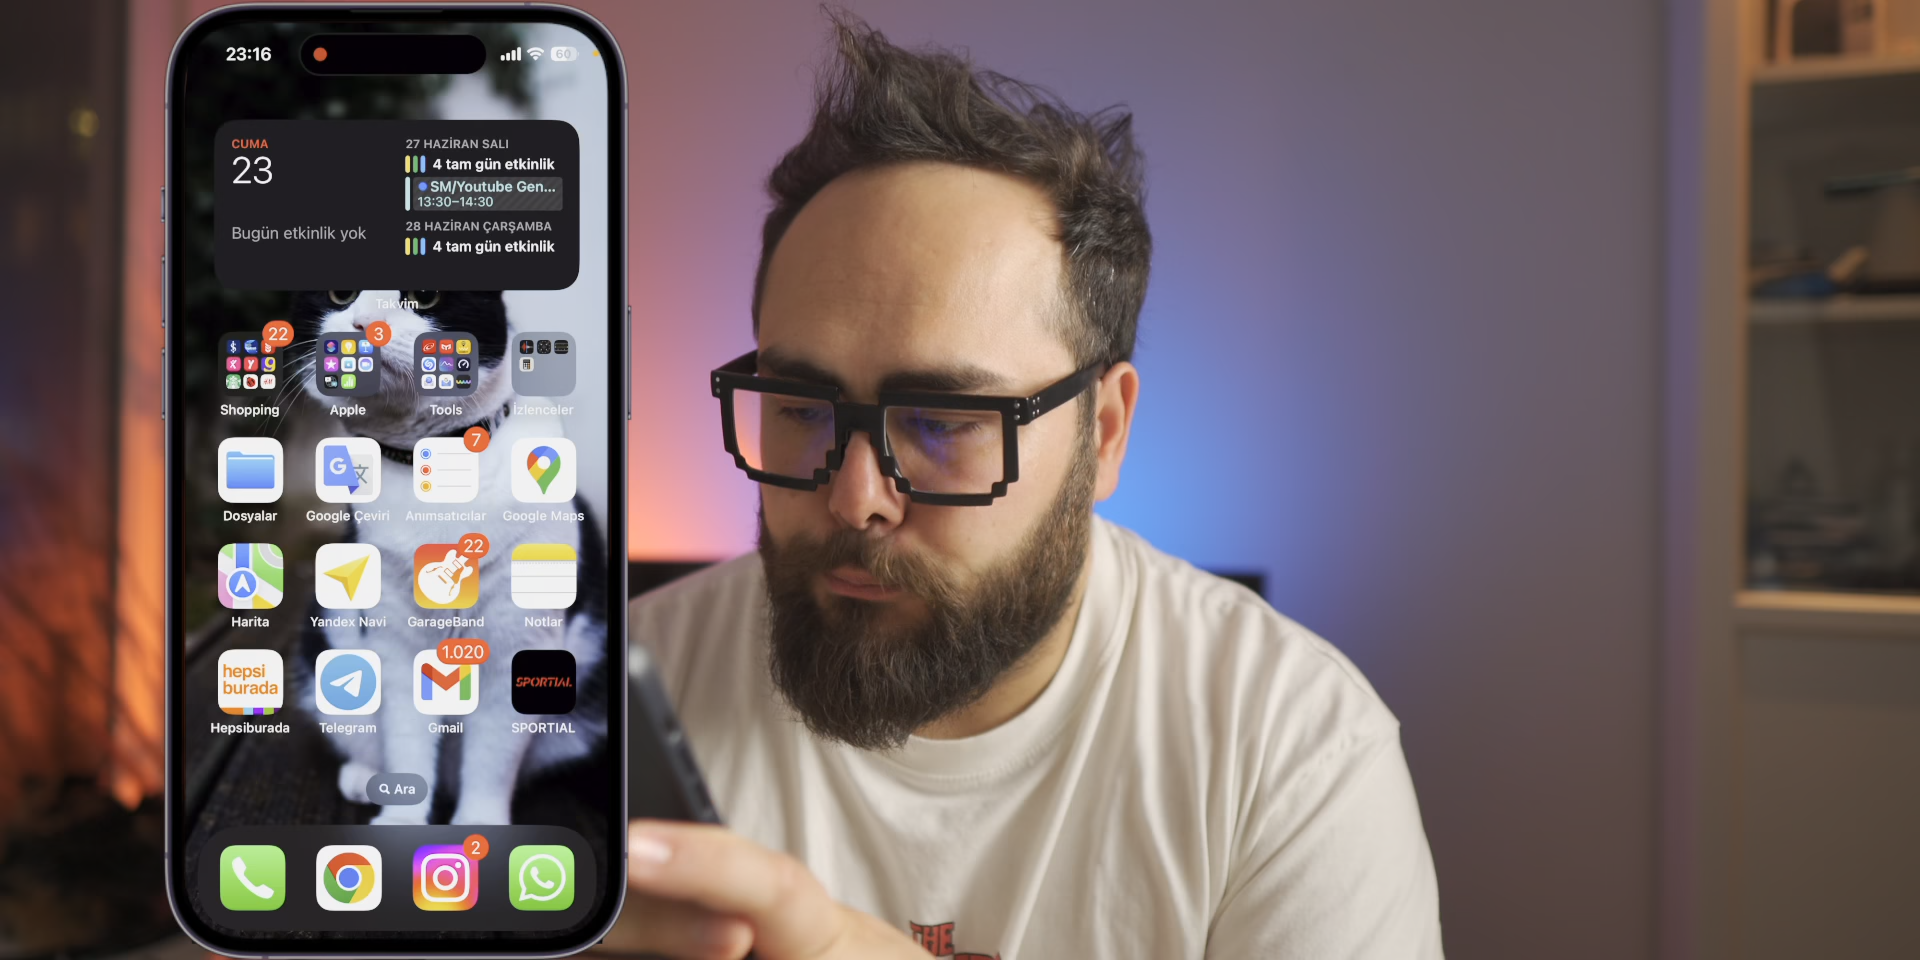 23:16
60
CUMA
23
Bugün etkinlik yok
27 HAZİRAN SALI
4 tam gün etkinlik
SM/Youtube Gen...
13:30–14:30
28 HAZİRAN ÇARŞAMBA
4 tam gün etkinlik
Takvim
22
3
Shopping
Apple
Tools
İzlenceler
7
Dosyalar
Google Çeviri
Anımsatıcılar
Google Maps
22
Harita
Yandex Navi
GarageBand
Notlar
1.020
hepsi
burada
SPORTIAL
Hepsiburada
Telegram
Gmail
SPORTIAL
Ara
2
THE